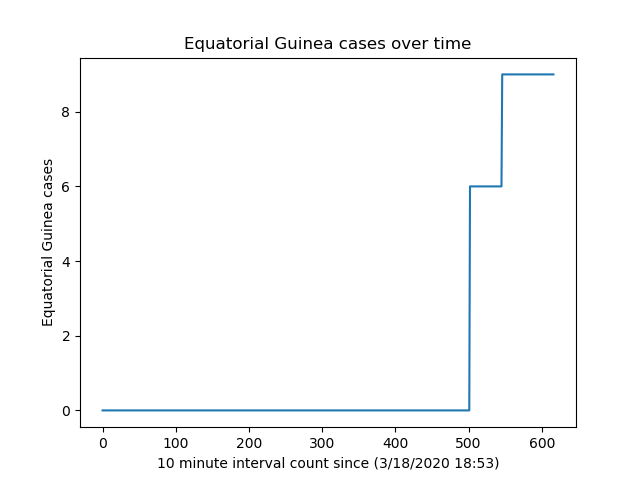 Equatorial Guinea cases over time
Equatorial Guinea cases
8
6
4
2
0
0 100 200 300 400 500 600
10 minute interval count since (3/18/2020 18:53)